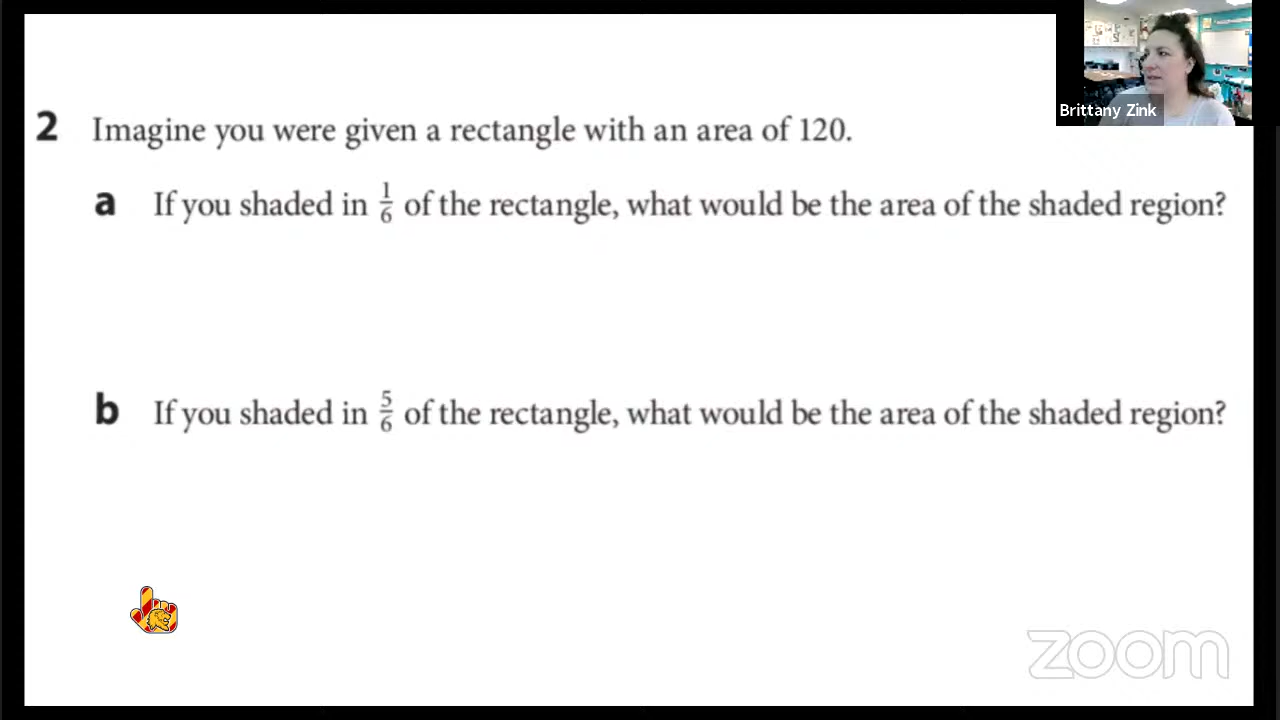 Brittany Zink
2 Imagine you were given a rectangle with an area of 120.
a If you shaded in 1/6 of the rectangle, what would be the area of the shaded region?
b If you shaded in 5/6 of the rectangle, what would be the area of the shaded region?
zoom